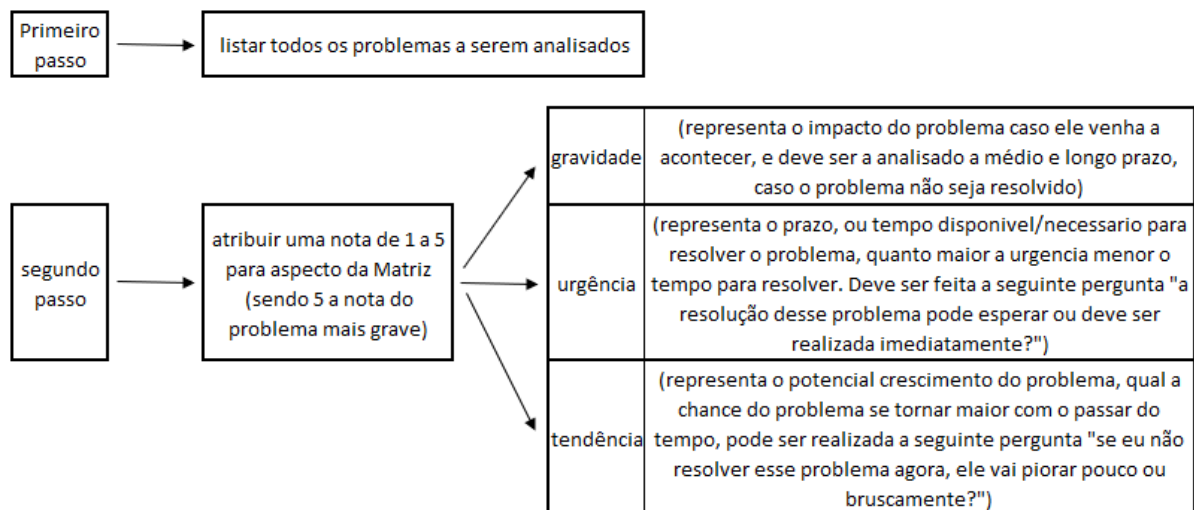 Primeiro
passo
listar todos os problemas a serem analisados
segundo
passo
atribuir uma nota de 1 a 5
para aspecto da Matriz
(sendo 5 a nota do
problema mais grave)
gravidade
(representa o impacto do problema caso ele venha a
acontecer, e deve ser a analisado a médio e longo prazo,
caso o problema não seja resolvido)
urgência
(representa o prazo, ou tempo disponivel/necessario para
resolver o problema, quanto maior a urgencia menor o
tempo para resolver. Deve ser feita a seguinte pergunta "a
resolução desse problema pode esperar ou deve ser
realizada imediatamente?")
tendência
(representa o potencial crescimento do problema, qual a
chance do problema se tornar maior com o passar do
tempo, pode ser realizada a seguinte pergunta "se eu não
resolver esse problema agora, ele vai piorar pouco ou
bruscamente?")